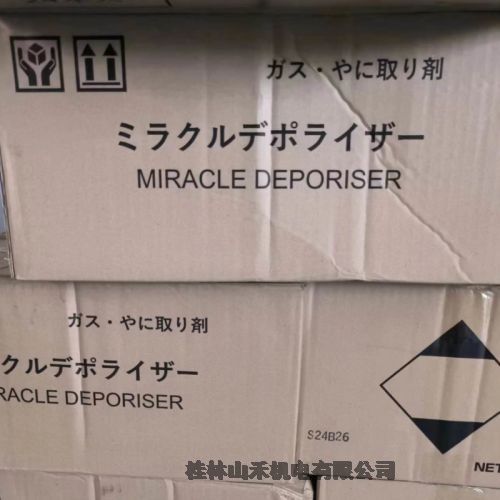 ガス・やに取り剤
ミラクルデポライザー
MIRACLE DEPORISER
ガス・やに取り剤
クルデポライザー
RACLE DEPORISER
S24B26
NET
桂林山禾机电有限公司